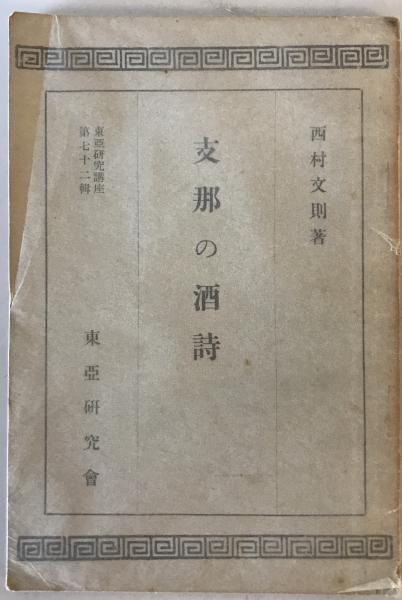 西村文則著
支那の酒詩
東亞研究講座
第七十二輯
東亞研究會